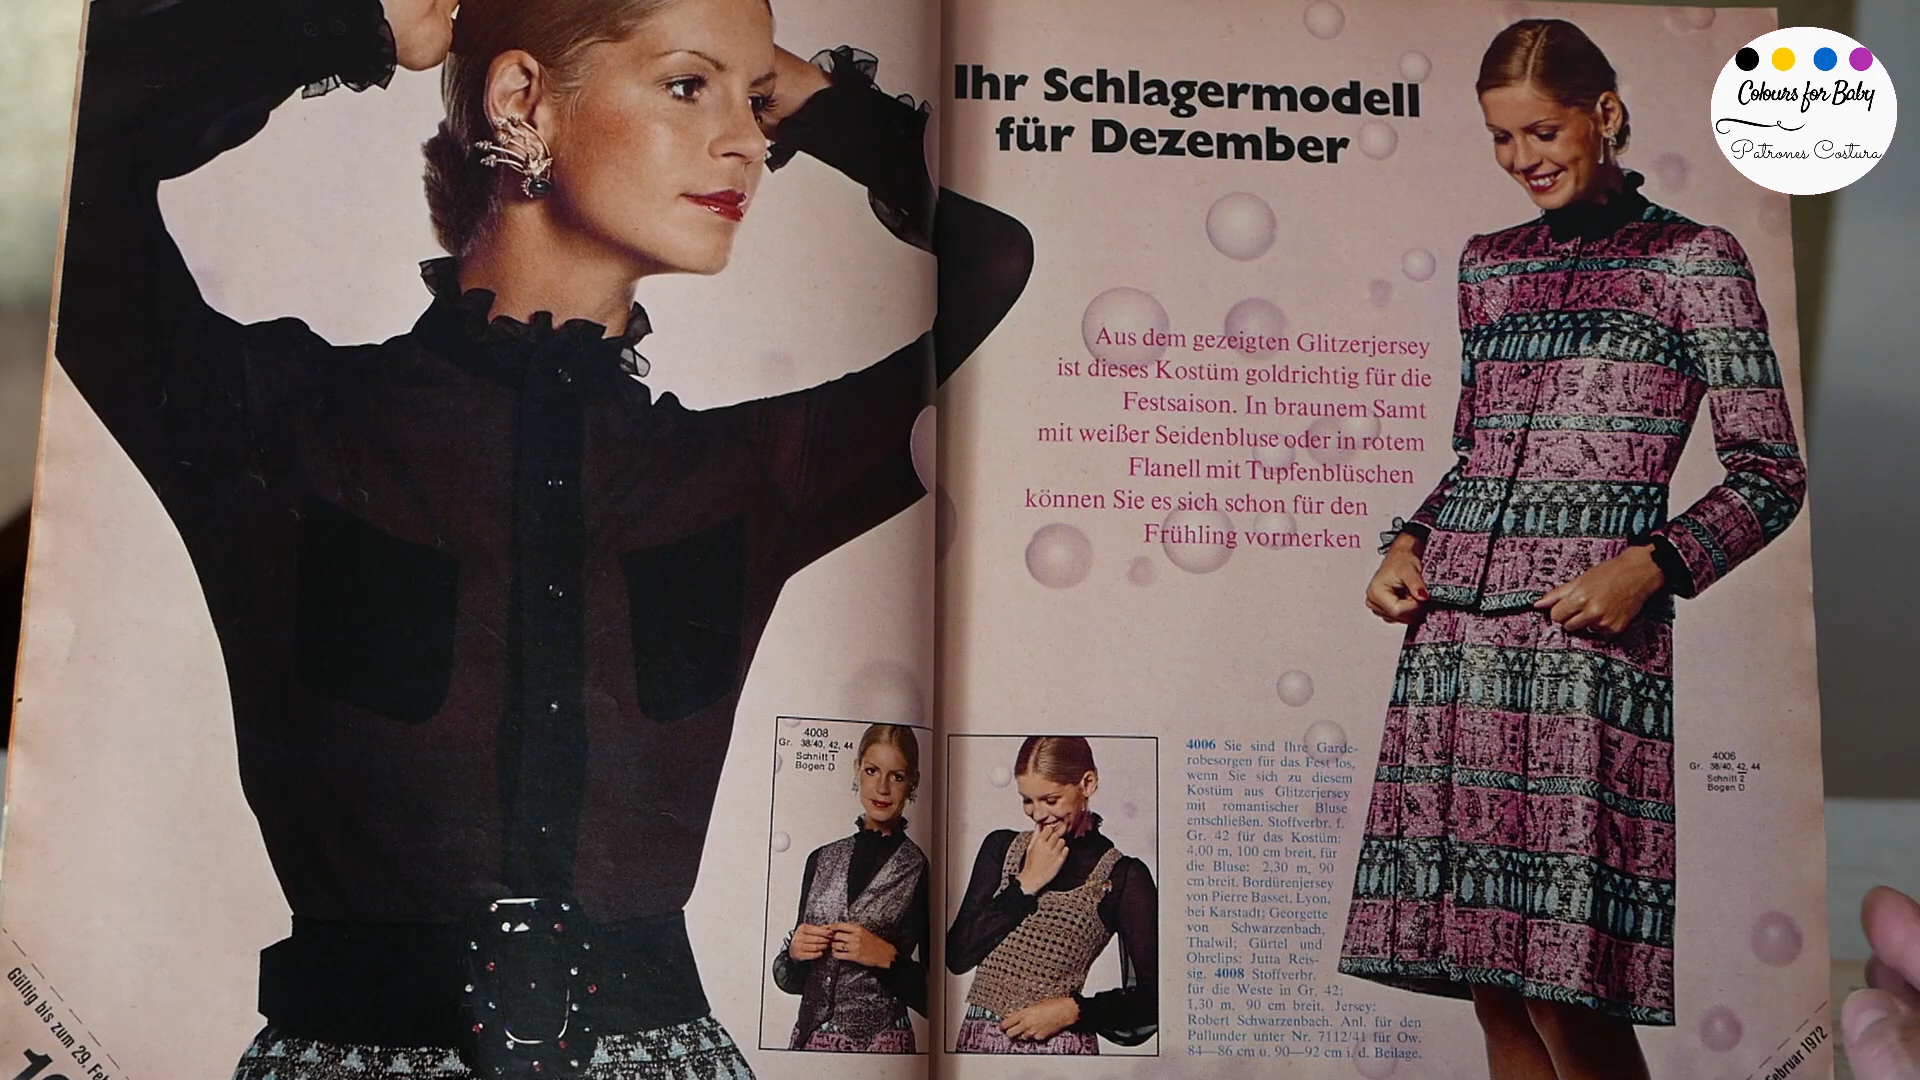 Ihr Schlagermodell
für Dezember
Aus dem gezeigten Glitzerjersey
ist dieses Kostüm goldrichtig für die
Festsaison. In braunem Samt
mit weißer Seidenbluse oder in rotem
Flanell mit Tupfenblüschen
können Sie es sich schon für den
Frühling vormerken
4008
Gr. 38/40, 42, 44
Schnitt 1
Bogen D
4006 Sie sind Ihre Garde-
robesorgen für das Fest los,
wenn Sie sich zu diesem
Kostüm aus Glitzerjersey
mit romantischer Bluse
entschließen. Stoffverbr. f.
Gr. 42 für das Kostüm:
4,00 m, 100 cm breit, für
die Bluse: 2,30 m, 90
cm breit. Bordürenjersey
von Pierre Basset, Lyon,
bei Karstadt; Georgette
von Schwarzenbach,
Thalwil; Gürtel und
Ohrclips: Jutta Reis-
sig. 4008 Stoffverbr.
für die Weste in Gr. 42:
1,30 m, 90 cm breit. Jersey:
Robert Schwarzenbach. Anl. für den
Pullunder unter Nr. 7112/41 für Ow.
84—86 cm u. 90—92 cm i. d. Beilage.
4006
Gr. 38/40, 42, 44
Schnitt 2
Bogen D
Gültig bis zum 29. Fe
ebruar 1972
Colours for Baby
Patrones Costura